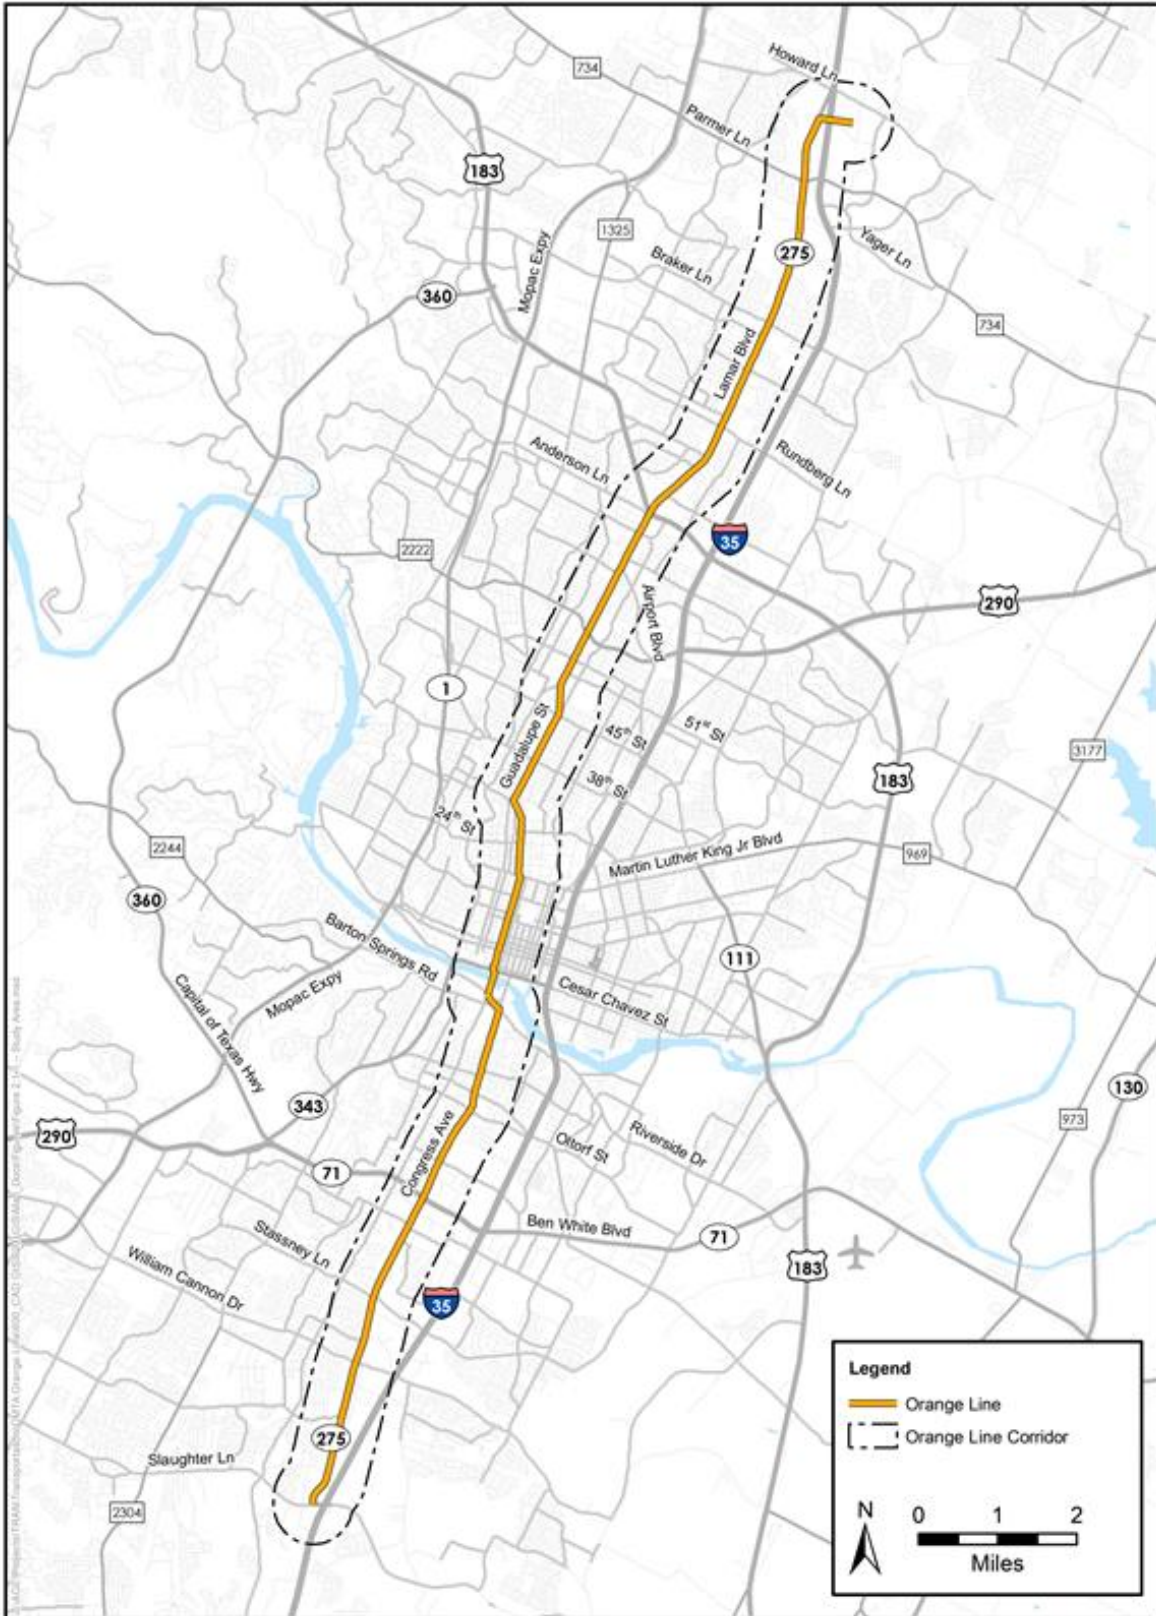 Howard Ln
734
Parmer Ln
183
1325
Mopac Expy
Braker Ln
275
Yager Ln
360
734
Lamar Blvd
Anderson Ln
Rundberg Ln
35
2222
290
Airport Blvd
1
Guadalupe St
45th St
51st St
3177
38th St
183
24th St
2244
Martin Luther King Jr Blvd
969
360
Barton Springs Rd
111
Capital of Texas Hwy
Mopac Expy
Cesar Chavez St
130
343
973
290
Congress Ave
Oltorf St
Riverside Dr
71
Stassney Ln
Ben White Blvd
71
William Cannon Dr
183
35
Legend
Orange Line
Orange Line Corridor
275
Slaughter Ln
2304
N
0 1 2
Miles